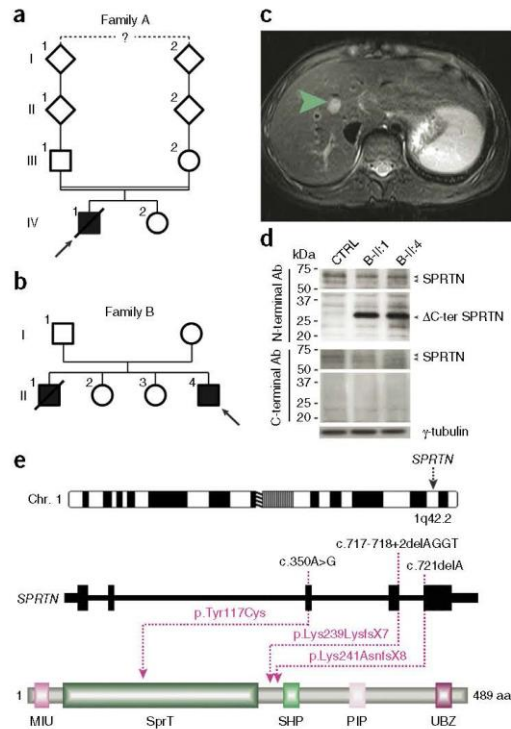 a
Family A
?
1
2
I
1
2
II
1
2
III
1
2
IV
b
Family B
1
I
1
2
3
4
II
c
d
kDa
CTRL
B-II:1
B-II:4
N-terminal Ab
75
50
SPRTN
37
25
20
ΔC-ter SPRTN
C-terminal Ab
75
50
SPRTN
37
25
20
γ-tubulin
e
SPRTN
Chr. 1
1q42.2
c.717-718+2delAGGT
c.350A>G
c.721delA
SPRTN
p.Tyr117Cys
p.Lys239LysfsX7
p.Lys241AsnfsX8
1
489 aa
MIU
SprT
SHP
PIP
UBZ